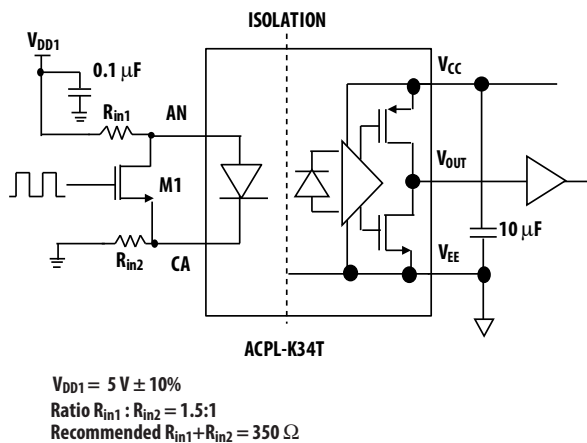 ISOLATION
V_DD1
0.1 µF
R_in1
AN
M1
R_in2
CA
V_CC
V_OUT
10 µF
V_EE
ACPL-K34T
V_DD1 = 5 V ± 10%
Ratio R_in1 : R_in2 = 1.5:1
Recommended R_in1+R_in2 = 350 Ω